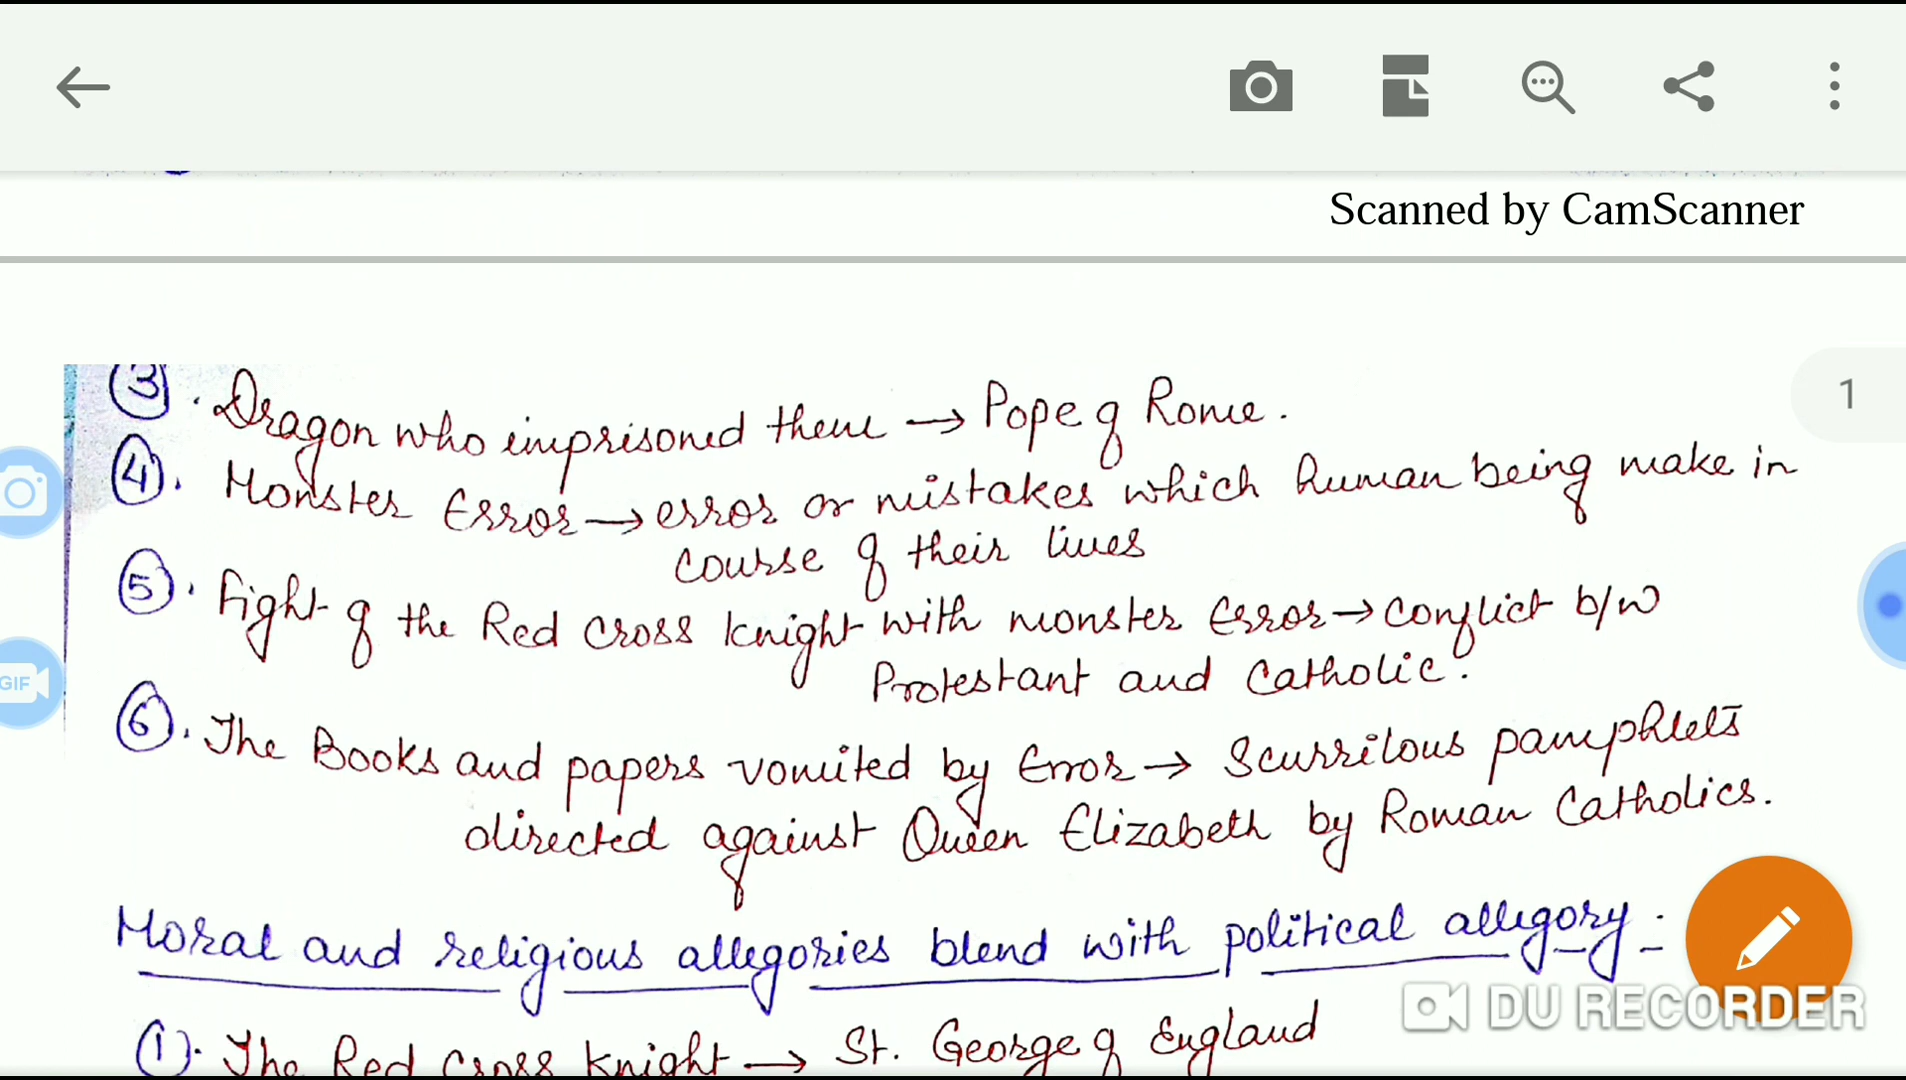 Scanned by CamScanner
1
(3). Dragon who imprisoned them → Pope of Rome.
(4). Monster Error → error or mistakes which human being make in
course of their lives
(5). Fight of the Red Cross Knight with monster Error → conflict b/w
Protestant and Catholic.
(6). The Books and papers vomited by Error → Scurrilous pamphlets
directed against Queen Elizabeth by Roman Catholics.
Moral and religious allegories blend with political allegory :-
(1). The Red Cross Knight → St. George of England
GIF
DU RECORDER